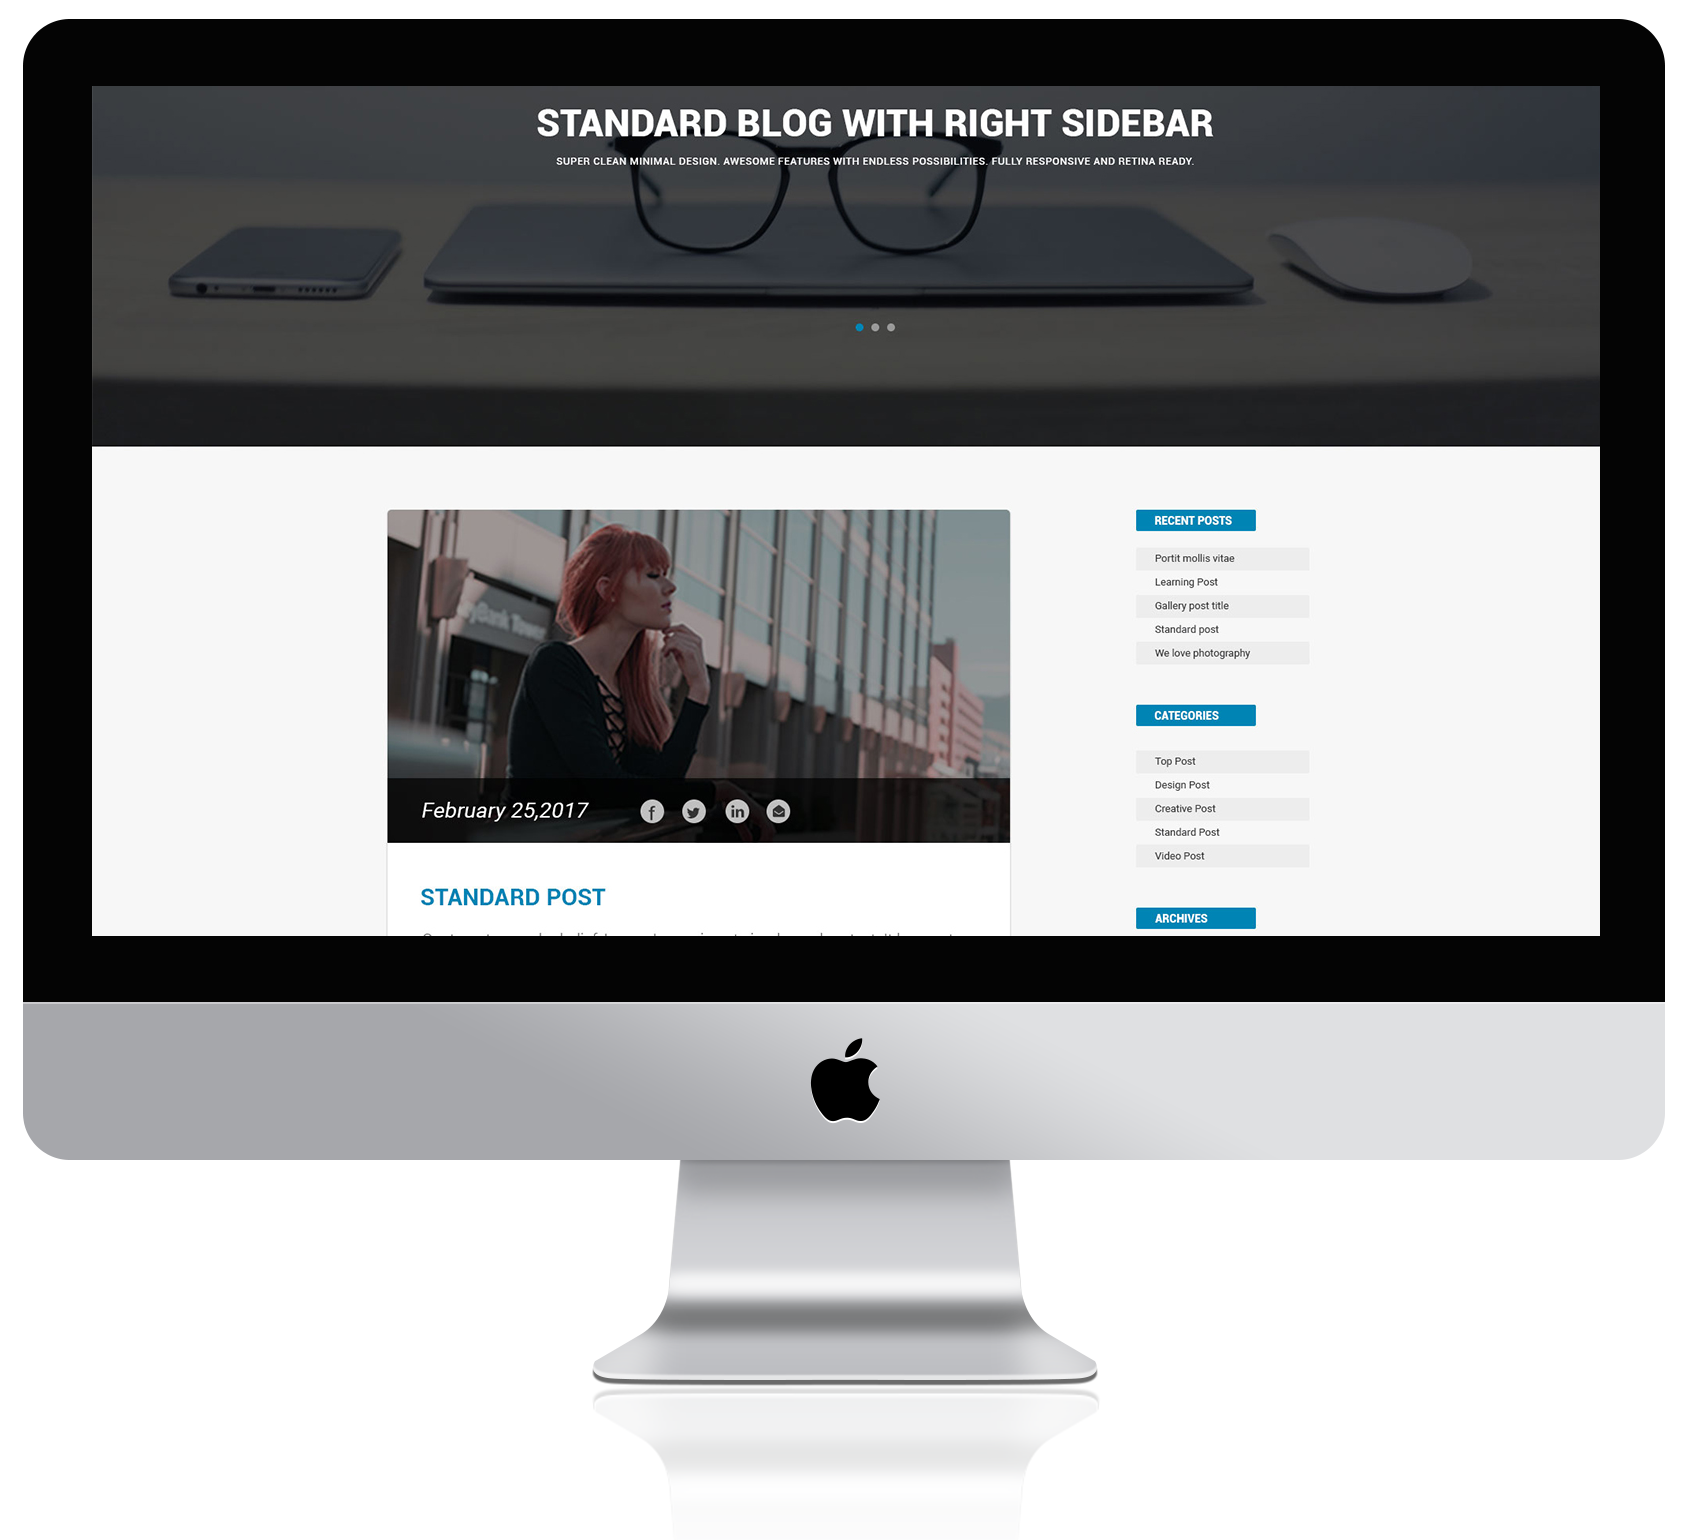 STANDARD BLOG WITH RIGHT SIDEBAR
SUPER CLEAN MINIMAL DESIGN. AWESOME FEATURES WITH ENDLESS POSSIBILITIES. FULLY RESPONSIVE AND RETINA READY.
February 25,2017
STANDARD POST
RECENT POSTS
Portit mollis vitae
Learning Post
Gallery post title
Standard post
We love photography
CATEGORIES
Top Post
Design Post
Creative Post
Standard Post
Video Post
ARCHIVES